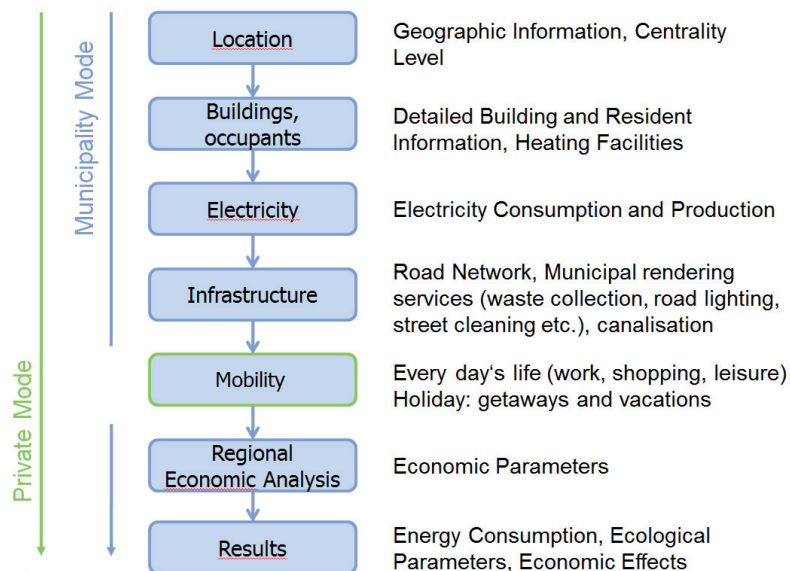 Location
Geographic Information, Centrality
Level
Municipality Mode
Buildings,
occupants
Detailed Building and Resident
Information, Heating Facilities
Electricity
Electricity Consumption and Production
Infrastructure
Road Network, Municipal rendering
services (waste collection, road lighting,
street cleaning etc.), canalisation
Private Mode
Mobility
Every day‘s life (work, shopping, leisure)
Holiday: getaways and vacations
Regional
Economic Analysis
Economic Parameters
Results
Energy Consumption, Ecological
Parameters, Economic Effects